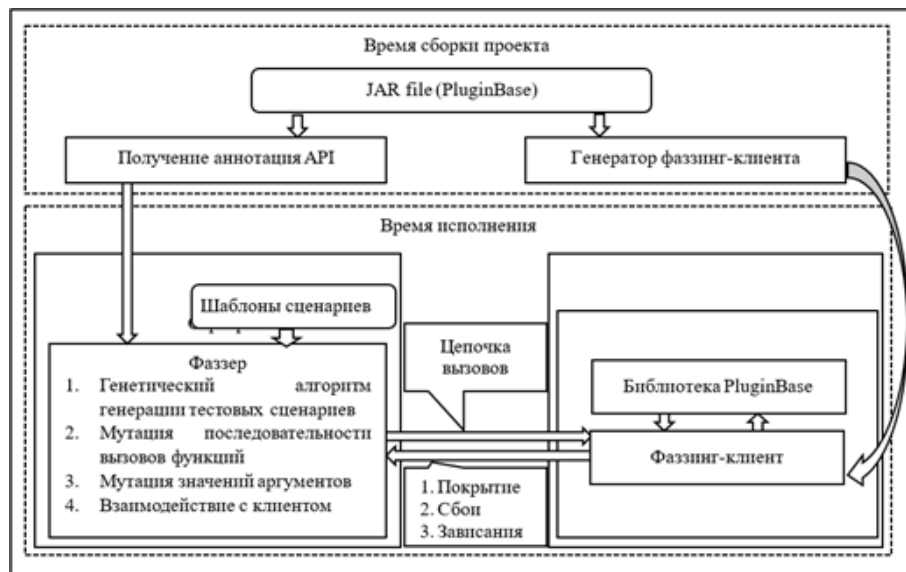 Время сборки проекта
JAR file (PluginBase)
Получение аннотация API
Генератор фаззинг-клиента
Время исполнения
Шаблоны сценариев
Фаззер
1. Генетический алгоритм
генерации тестовых сценариев
2. Мутация последовательности
вызовов функций
3. Мутация значений аргументов
4. Взаимодействие с клиентом
Цепочка
вызовов
1. Покрытие
2. Сбои
3. Зависания
Библиотека PluginBase
Фаззинг-клиент